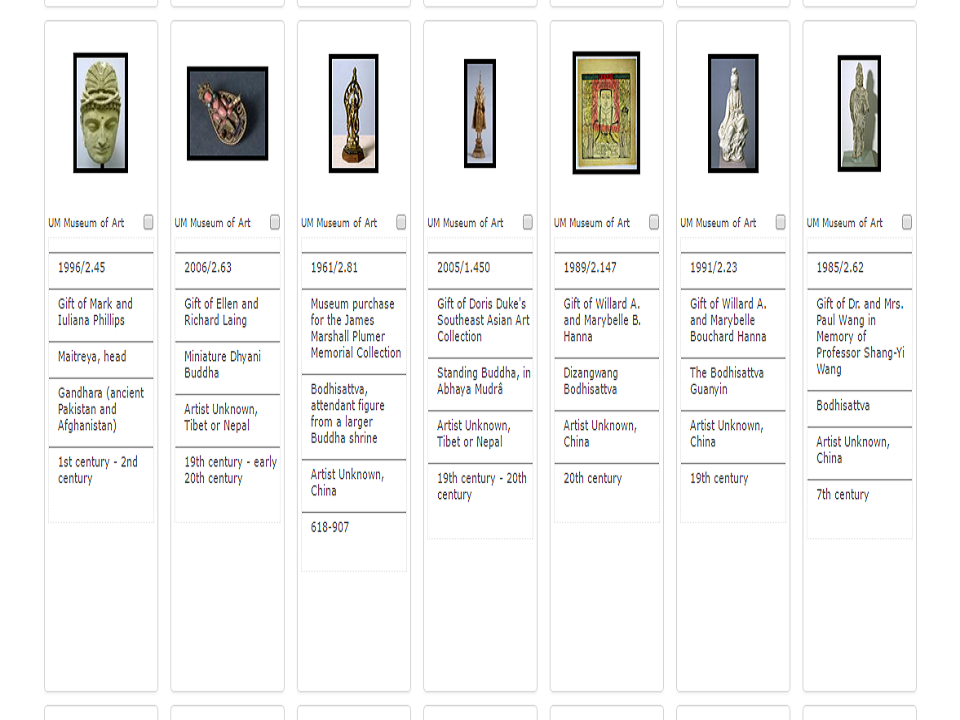 UM Museum of Art
1996/2.45
Gift of Mark and
Iuliana Phillips
Maitreya, head
Gandhara (ancient
Pakistan and
Afghanistan)
1st century - 2nd
century
UM Museum of Art
2006/2.63
Gift of Ellen and
Richard Laing
Miniature Dhyani
Buddha
Artist Unknown,
Tibet or Nepal
19th century - early
20th century
UM Museum of Art
1961/2.81
Museum purchase
for the James
Marshall Plumer
Memorial Collection
Bodhisattva,
attendant figure
from a larger
Buddha shrine
Artist Unknown,
China
618-907
UM Museum of Art
2005/1.450
Gift of Doris Duke's
Southeast Asian Art
Collection
Standing Buddha, in
Abhaya Mudrâ
Artist Unknown,
Tibet or Nepal
19th century - 20th
century
UM Museum of Art
1989/2.147
Gift of Willard A.
and Marybelle B.
Hanna
Dizangwang
Bodhisattva
Artist Unknown,
China
20th century
UM Museum of Art
1991/2.23
Gift of Willard A.
and Marybelle
Bouchard Hanna
The Bodhisattva
Guanyin
Artist Unknown,
China
19th century
UM Museum of Art
1985/2.62
Gift of Dr. and Mrs.
Paul Wang in
Memory of
Professor Shang-Yi
Wang
Bodhisattva
Artist Unknown,
China
7th century